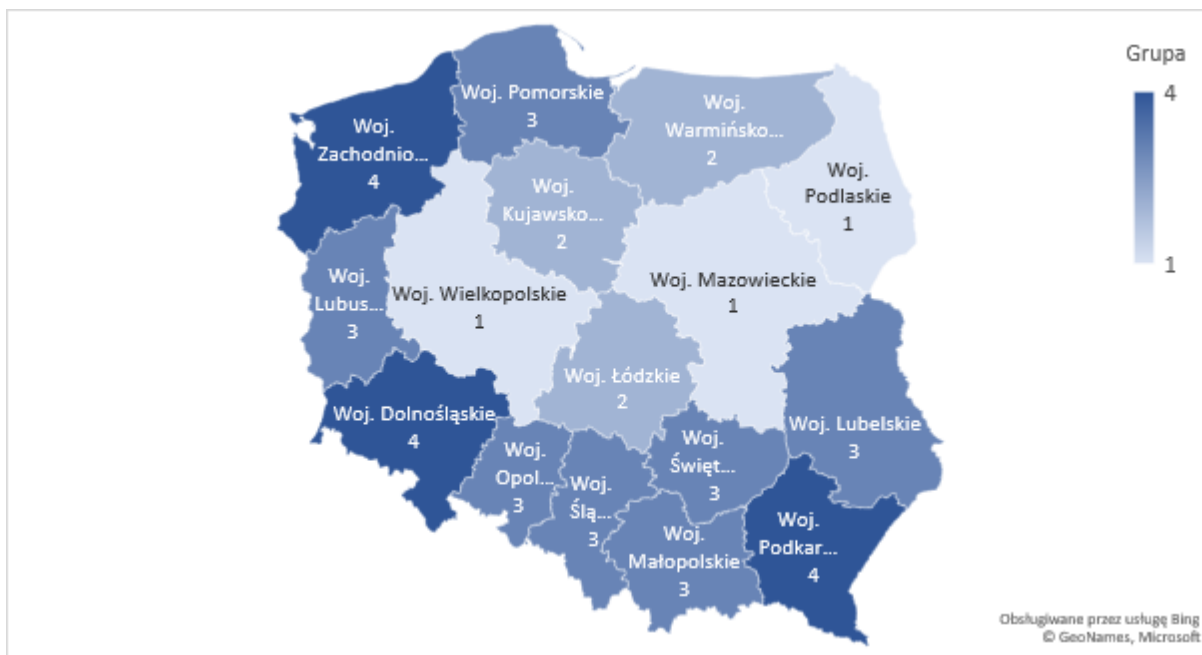 Grupa
4
1
Woj. Pomorskie
3
Woj.
Zachodnio...
4
Woj.
Warmińsko...
2
Woj.
Podlaskie
1
Woj.
Kujawsko...
2
Woj.
Lubus...
3
Woj. Wielkopolskie
1
Woj. Mazowieckie
1
Woj. Łódzkie
2
Woj. Dolnośląskie
4
Woj. Lubelskie
3
Woj.
Opol...
3
Woj.
Ślą...
3
Woj.
Święt...
3
Woj.
Małopolskie
3
Woj.
Podkar...
4
Obsługiwane przez usługę Bing
© GeoNames, Microsoft